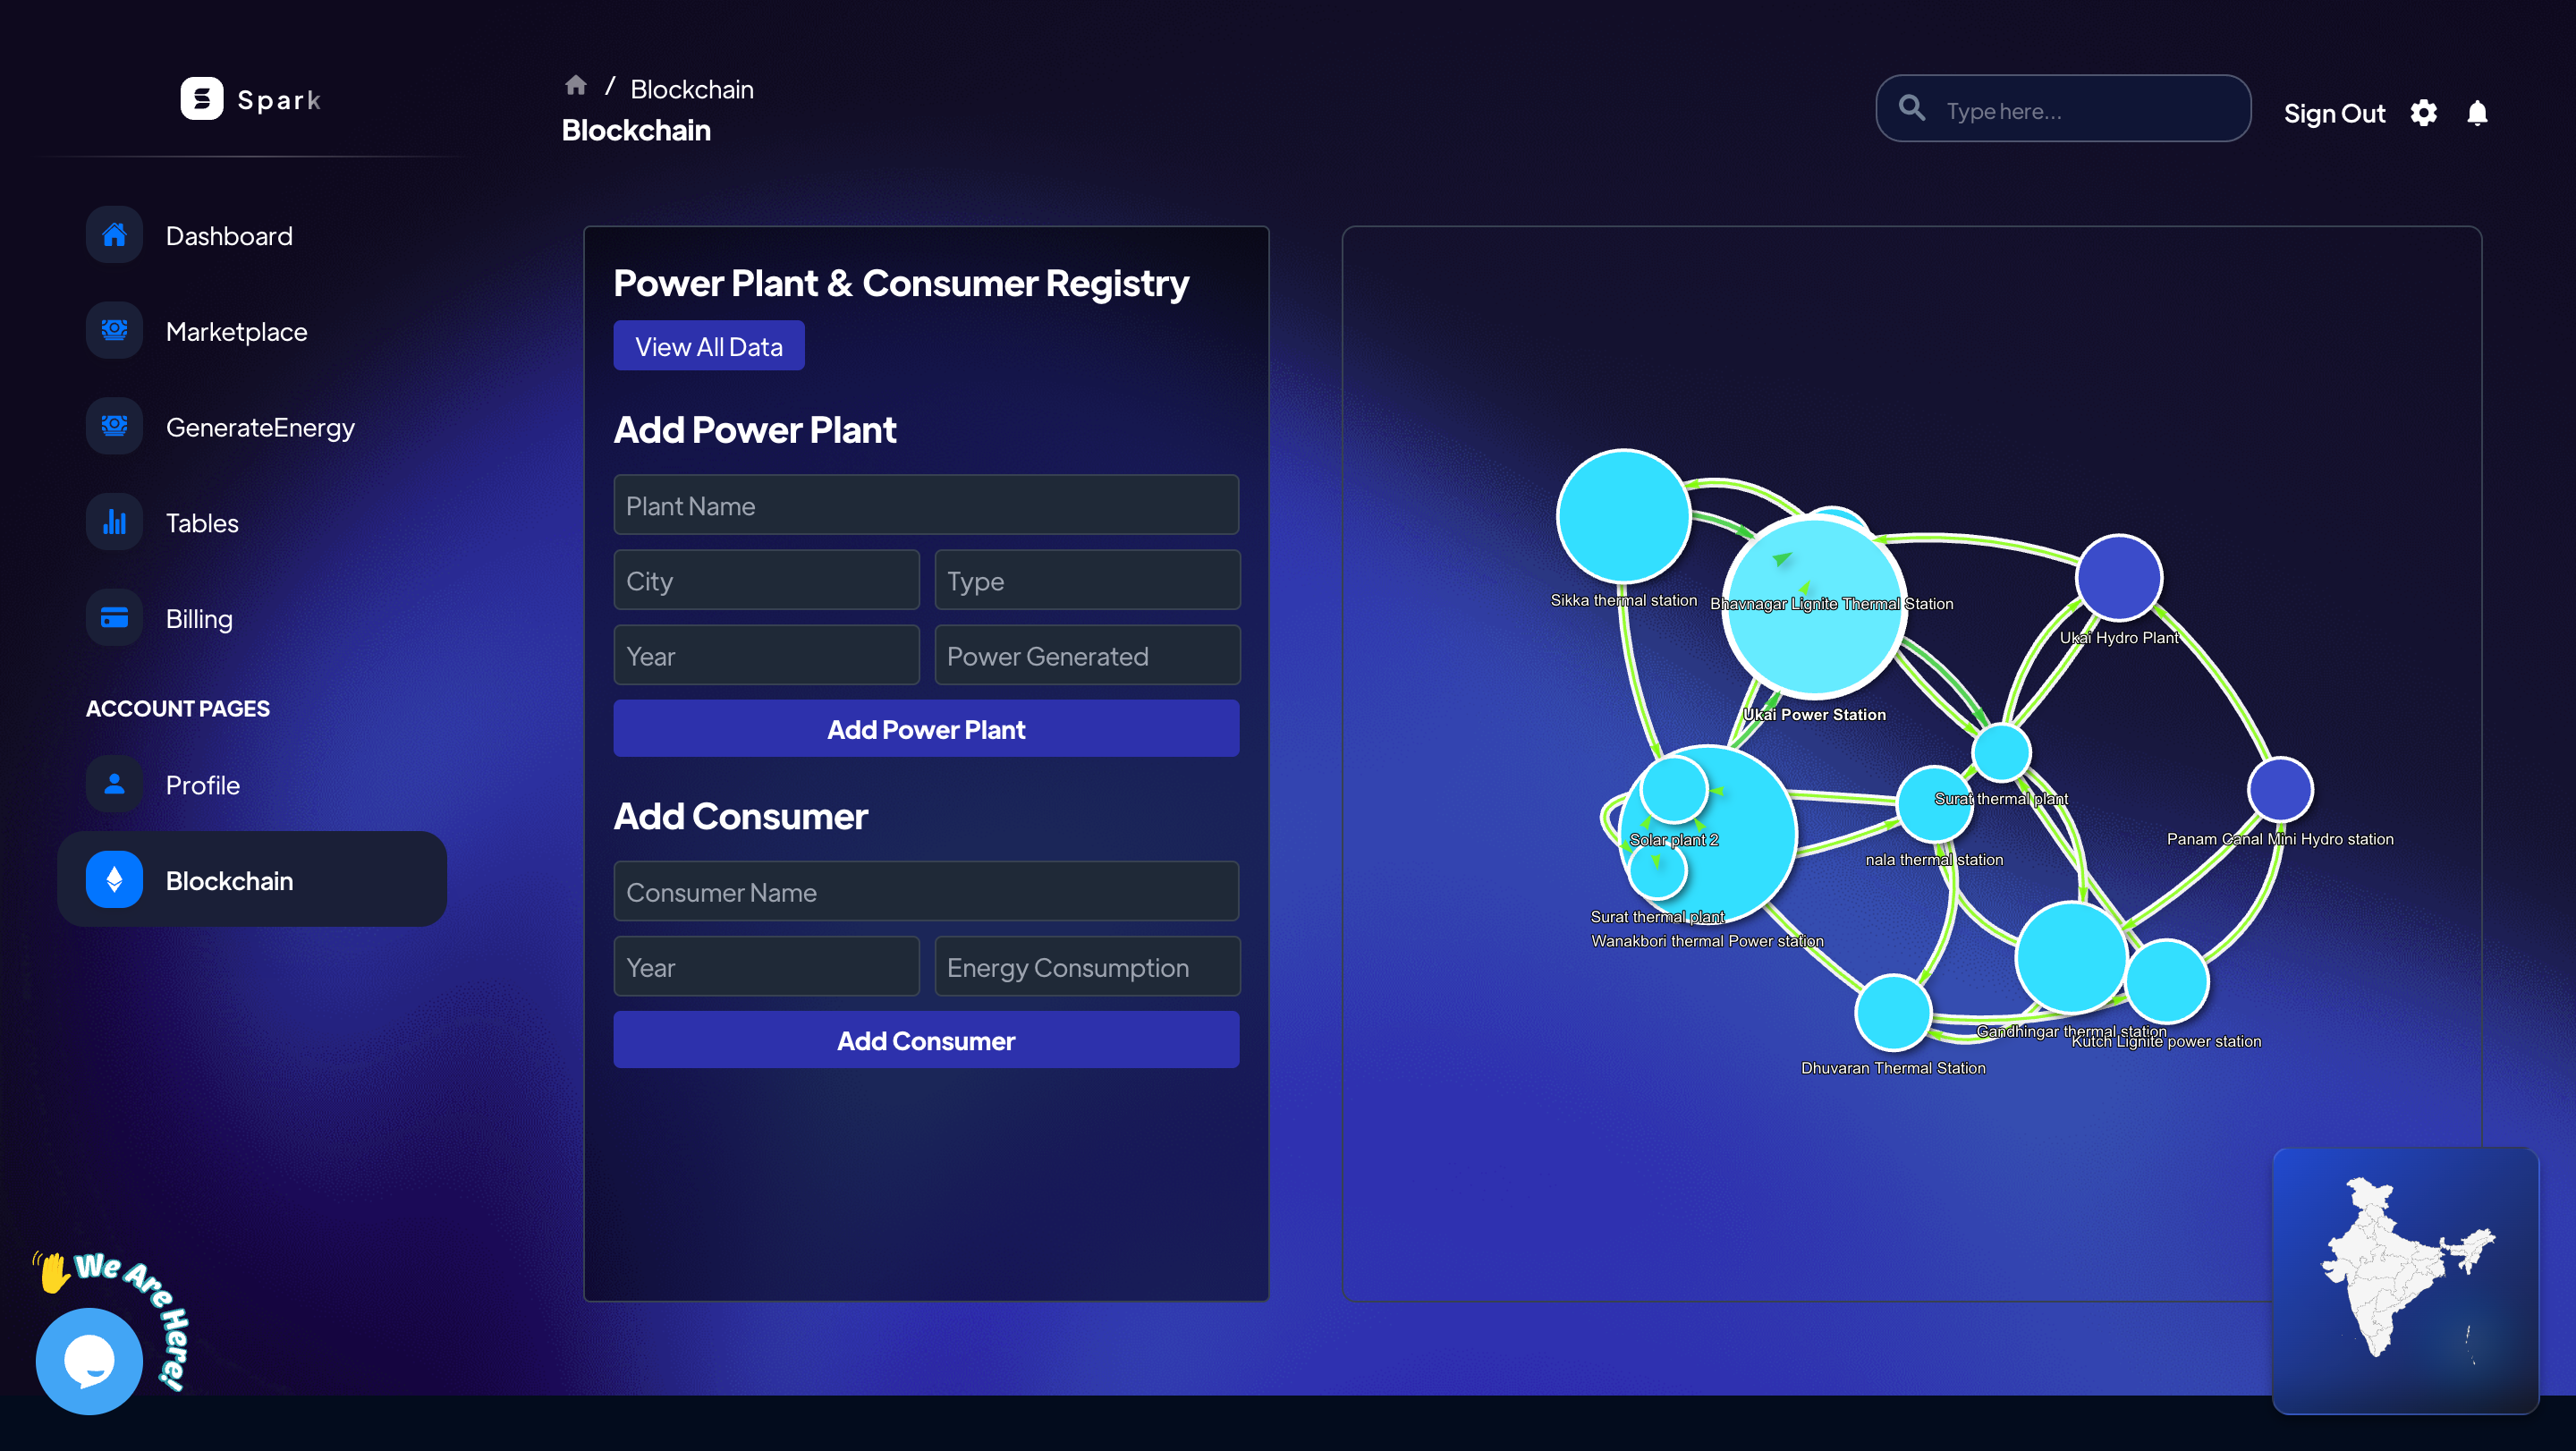 Spark
/ Blockchain
Blockchain
Type here...
Sign Out
Dashboard
Marketplace
GenerateEnergy
Tables
Billing
ACCOUNT PAGES
Profile
Blockchain
We Are Here!
Power Plant & Consumer Registry
View All Data
Add Power Plant
Plant Name
City
Type
Year
Power Generated
Add Power Plant
Add Consumer
Consumer Name
Year
Energy Consumption
Add Consumer
Sikka thermal station
Bhavnagar Lignite Thermal Station
Ukai Hydro Plant
Ukai Power Station
Surat thermal plant
Solar plant 2
Panam Canal Mini Hydro station
nala thermal station
Surat thermal plant
Wanakbori thermal Power station
Gandhingar thermal station
Kutch Lignite power station
Dhuvaran Thermal Station